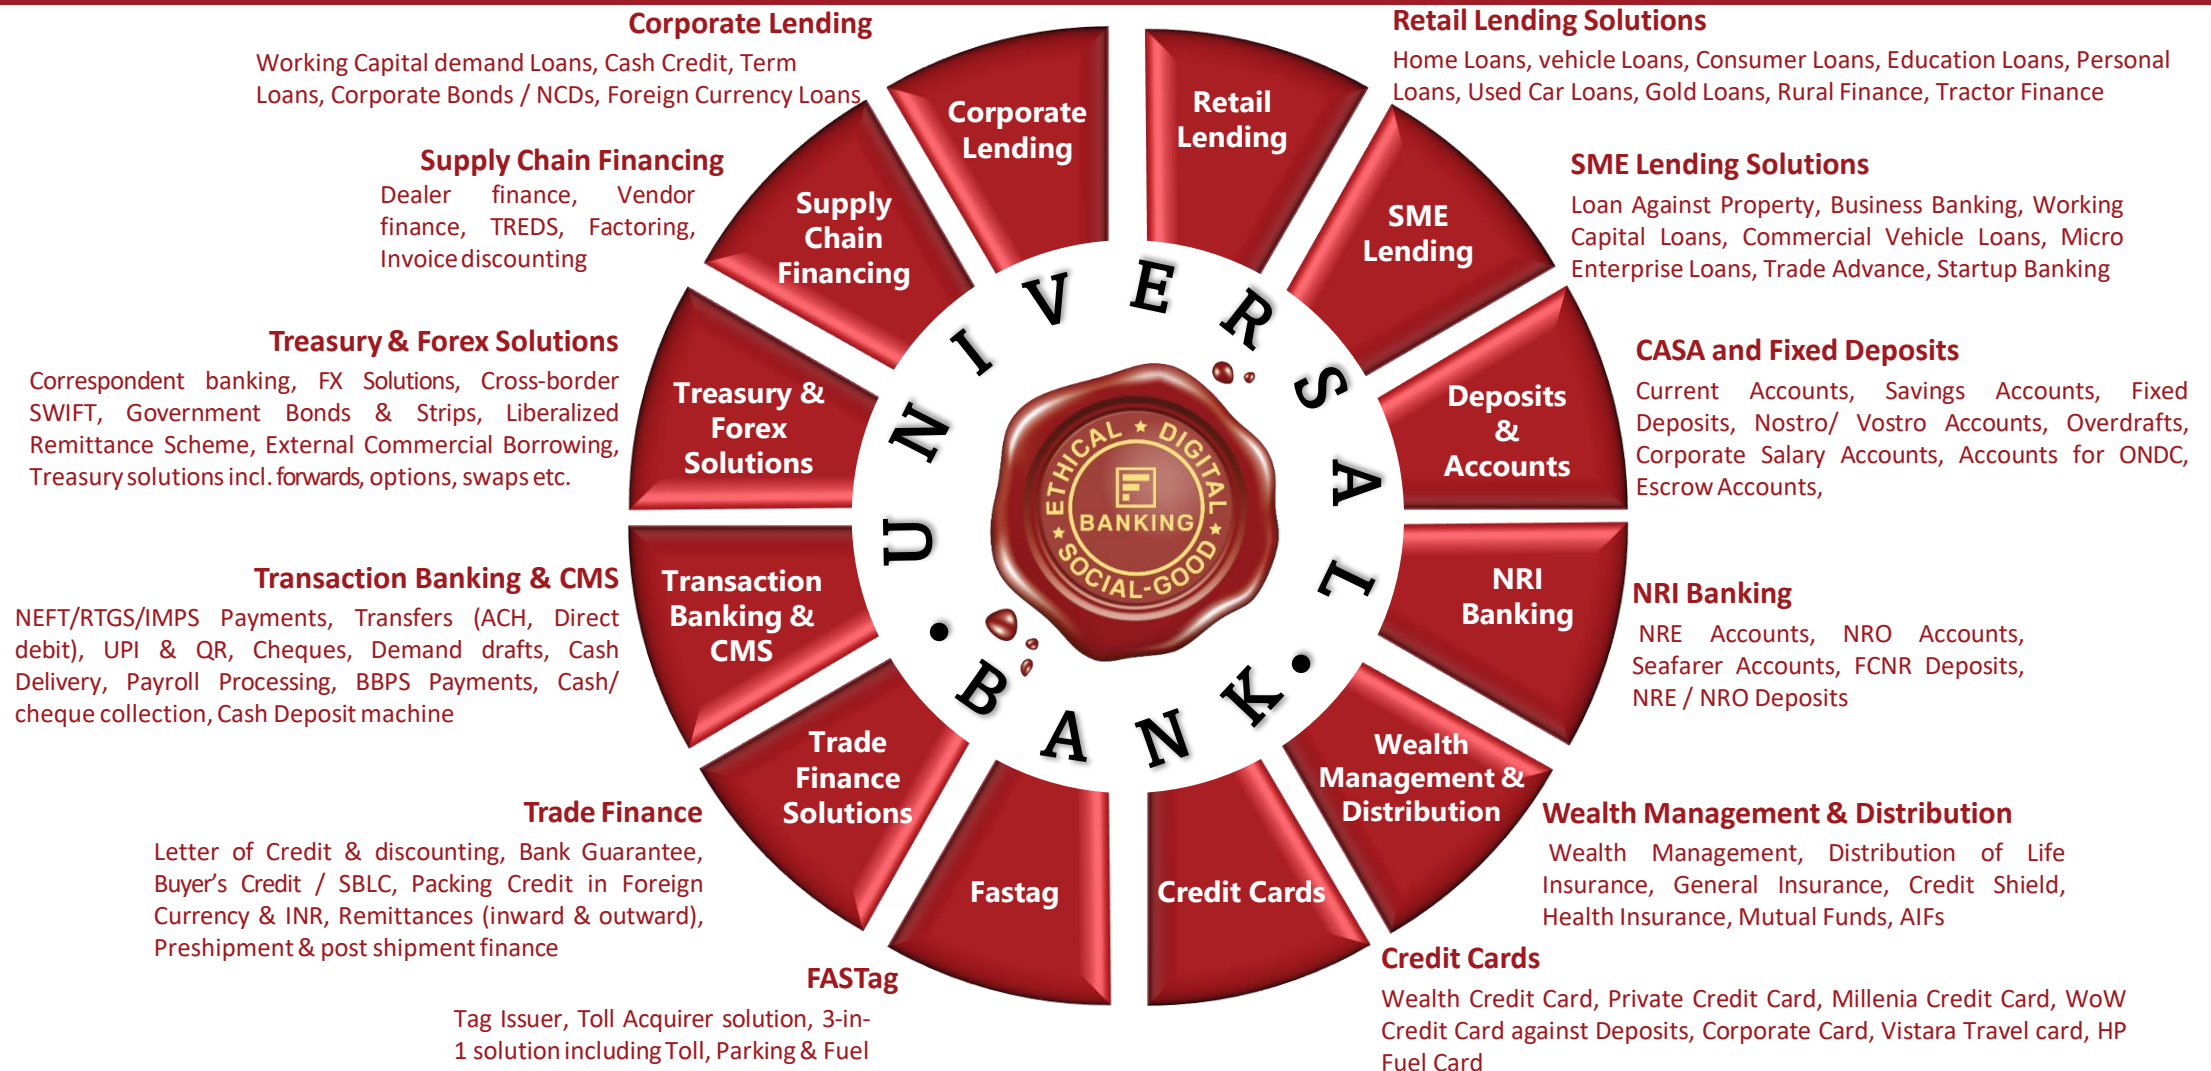 Corporate Lending
Working Capital demand Loans, Cash Credit, Term
Loans, Corporate Bonds / NCDs, Foreign Currency Loans
Supply Chain Financing
Dealer finance, Vendor
finance, TREDS, Factoring,
Invoice discounting
Treasury & Forex Solutions
Correspondent banking, FX Solutions, Cross-border
SWIFT, Government Bonds & Strips, Liberalized
Remittance Scheme, External Commercial Borrowing,
Treasury solutions incl. forwards, options, swaps etc.
Transaction Banking & CMS
NEFT/RTGS/IMPS Payments, Transfers (ACH, Direct
debit), UPI & QR, Cheques, Demand drafts, Cash
Delivery, Payroll Processing, BBPS Payments, Cash/
cheque collection, Cash Deposit machine
Trade Finance
Letter of Credit & discounting, Bank Guarantee,
Buyer's Credit / SBLC, Packing Credit in Foreign
Currency & INR, Remittances (inward & outward),
Preshipment & post shipment finance
FASTag
Tag Issuer, Toll Acquirer solution, 3-in-
1 solution including Toll, Parking & Fuel
Corporate
Lending
Retail
Lending
Supply
Chain
Financing
SME
Lending
Treasury &
Forex
Solutions
Deposits
&
Accounts
Transaction
Banking &
CMS
NRI
Banking
Trade
Finance
Solutions
Wealth
Management &
Distribution
Fastag
Credit Cards
UNIVERSAL
• BANK •
ETHICAL ★ DIGITAL
★ SOCIAL-GOOD ★
BANKING
Retail Lending Solutions
Home Loans, vehicle Loans, Consumer Loans, Education Loans, Personal
Loans, Used Car Loans, Gold Loans, Rural Finance, Tractor Finance
SME Lending Solutions
Loan Against Property, Business Banking, Working
Capital Loans, Commercial Vehicle Loans, Micro
Enterprise Loans, Trade Advance, Startup Banking
CASA and Fixed Deposits
Current Accounts, Savings Accounts, Fixed
Deposits, Nostro/ Vostro Accounts, Overdrafts,
Corporate Salary Accounts, Accounts for ONDC,
Escrow Accounts,
NRI Banking
NRE Accounts, NRO Accounts,
Seafarer Accounts, FCNR Deposits,
NRE / NRO Deposits
Wealth Management & Distribution
Wealth Management, Distribution of Life
Insurance, General Insurance, Credit Shield,
Health Insurance, Mutual Funds, AIFs
Credit Cards
Wealth Credit Card, Private Credit Card, Millenia Credit Card, WoW
Credit Card against Deposits, Corporate Card, Vistara Travel card, HP
Fuel Card